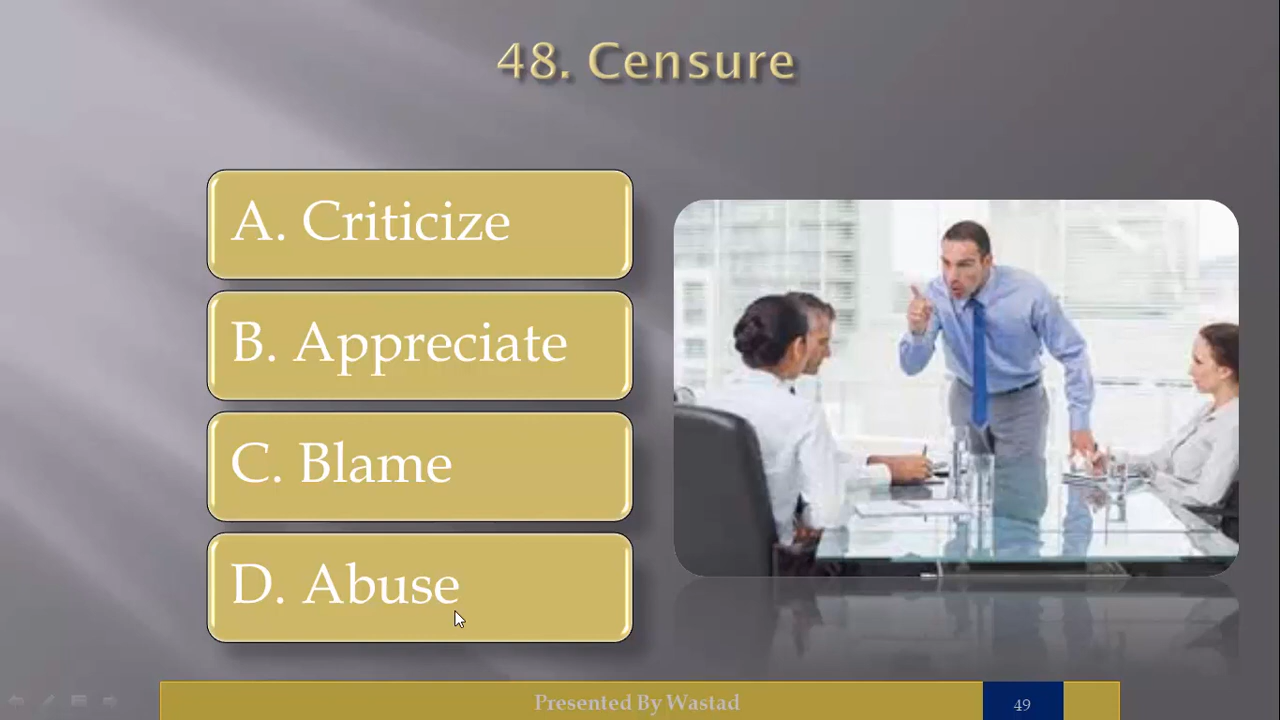 48. Censure
A. Criticize
B. Appreciate
C. Blame
D. Abuse
Presented By Wastad
49